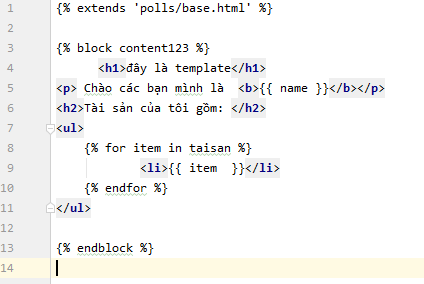 1 {% extends 'polls/base.html' %}
2
3 {% block content123 %}
4 <h1>đây là template</h1>
5 <p> Chào các bạn mình là  <b>{{ name }}</b></p>
6 <h2>Tài sản của tôi gồm: </h2>
7 <ul>
8 {% for item in taisan %}
9 <li>{{ item  }}</li>
10 {% endfor %}
11 </ul>
12
13 {% endblock %}
14